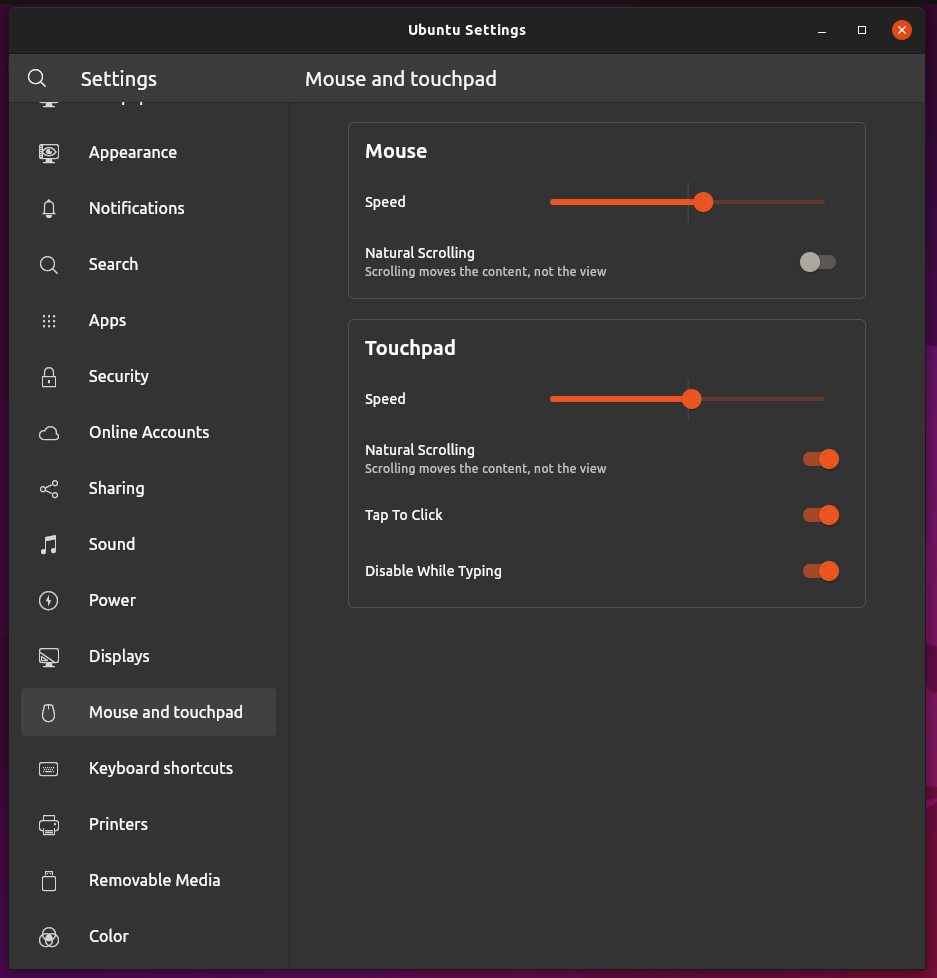 Ubuntu Settings
Settings
Mouse and touchpad
Appearance
Notifications
Search
Apps
Security
Online Accounts
Sharing
Sound
Power
Displays
Mouse and touchpad
Keyboard shortcuts
Printers
Removable Media
Color
Mouse
Speed
Natural Scrolling
Scrolling moves the content, not the view
Touchpad
Speed
Natural Scrolling
Scrolling moves the content, not the view
Tap To Click
Disable While Typing